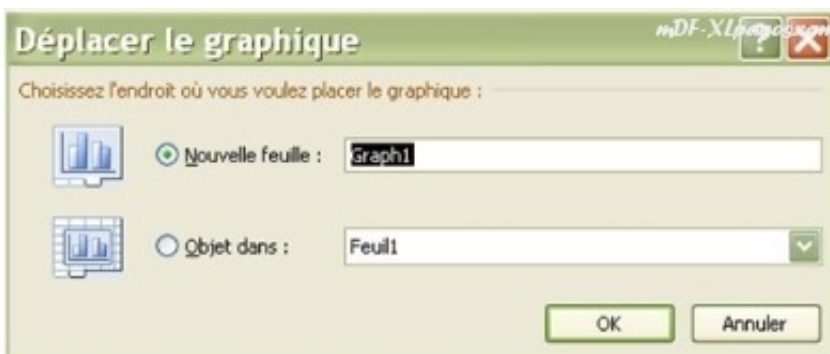 Déplacer le graphique
Choisissez l'endroit où vous voulez placer le graphique :
Nouvelle feuille :
Graph1
Objet dans :
Feuil1
OK
Annuler